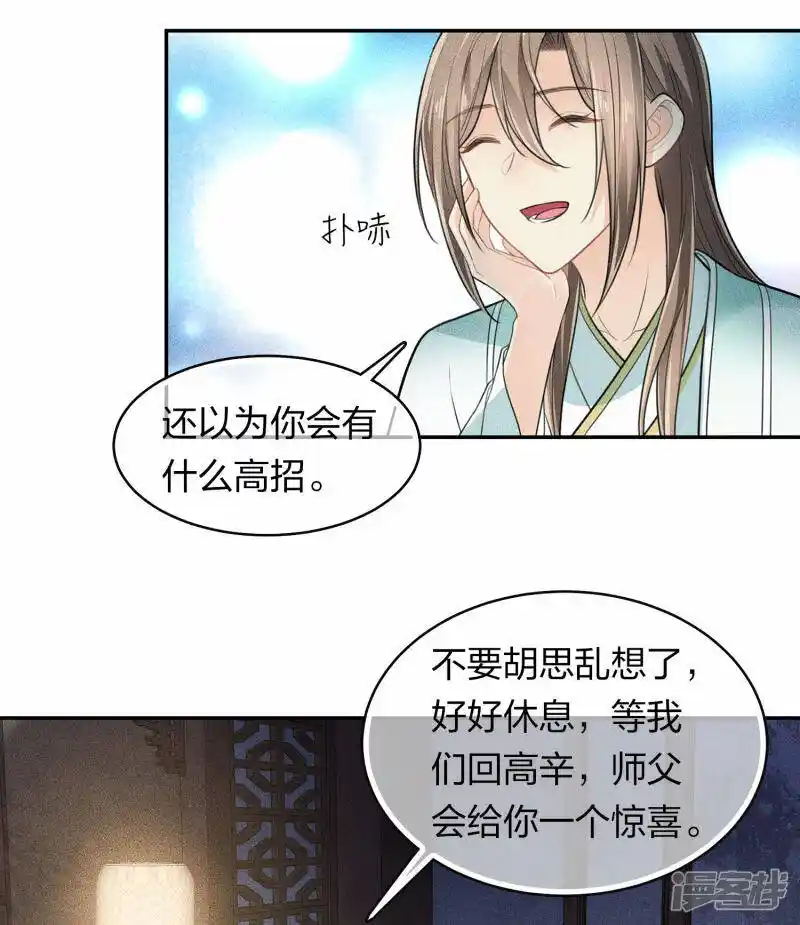 扑哧
还以为你会有
什么高招。
不要胡思乱想了，
好好休息，等我
们回高辛，师父
会给你一个惊喜。
漫客栈